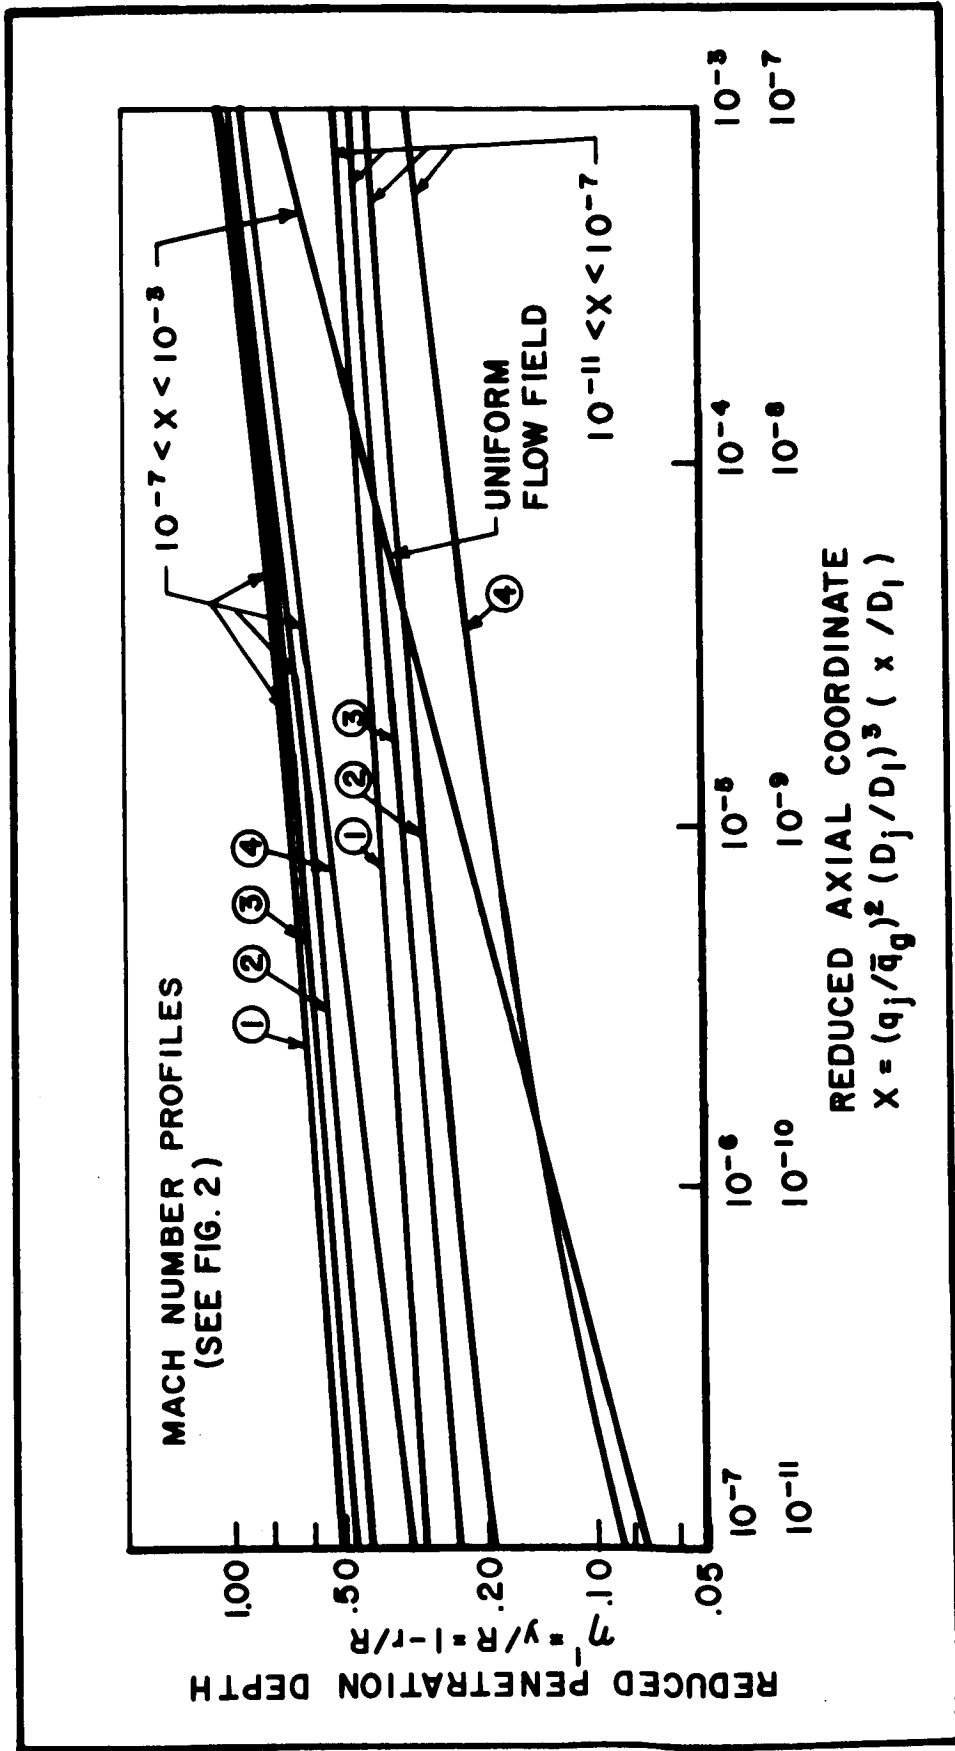 MACH NUMBER PROFILES
(SEE FIG. 2)
10⁻⁷ < X < 10⁻³
① ② ③ ④
① ② ③
④
UNIFORM
FLOW FIELD
10⁻¹¹ < X < 10⁻⁷
REDUCED PENETRATION DEPTH
η' = y/R = 1-r/R
1.00
.50
.20
.10
.05
10⁻⁷ 10⁻⁶ 10⁻⁵ 10⁻⁴ 10⁻³
10⁻¹¹ 10⁻¹⁰ 10⁻⁹ 10⁻⁸ 10⁻⁷
REDUCED AXIAL COORDINATE
X = (qⱼ/q̄g)² (Dⱼ/D₁)³ ( x /D₁)